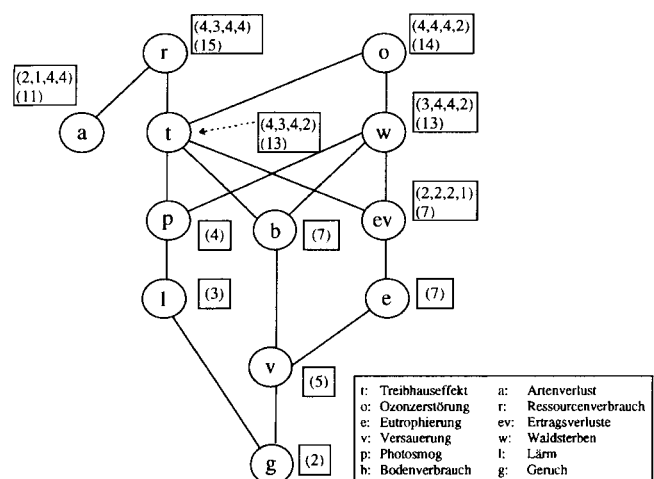 (4,3,4,4)
(15)
(4,4,4,2)
(14)
r
o
(2,1,4,4)
(11)
(3,4,4,2)
(13)
(4,3,4,2)
(13)
a
t
w
(2,2,2,1)
(7)
p
(4)
b
(7)
ev
l
(3)
e
(7)
v
(5)
g
(2)
t: Treibhauseffekt a: Artenverlust
o: Ozonzerstörung r: Ressourcenverbrauch
e: Eutrophierung ev: Ertragsverluste
v: Versauerung w: Waldsterben
p: Photosmog l: Lärm
b: Bodenverbrauch g: Geruch